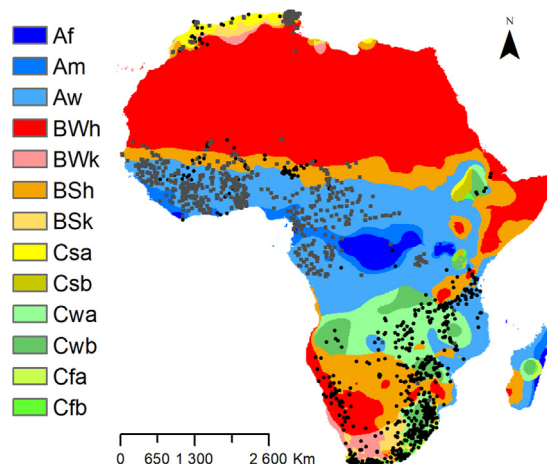 N
Af
Am
Aw
BWh
BWk
BSh
BSk
Csa
Csb
Cwa
Cwb
Cfa
Cfb
0 650 1 300 2 600 Km